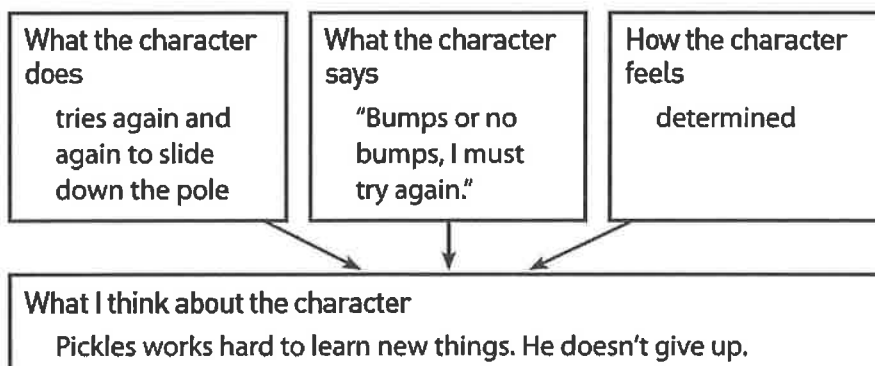 What the character
does
tries again and
again to slide
down the pole
What the character
says
"Bumps or no
bumps, I must
try again."
How the character
feels
determined
What I think about the character
Pickles works hard to learn new things. He doesn't give up.